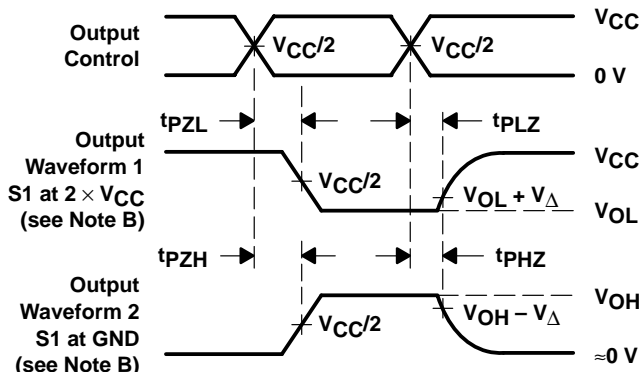 Output
Control
VCC/2
VCC/2
VCC
0 V
tPZL
tPLZ
Output
Waveform 1
S1 at 2 × VCC
(see Note B)
VCC/2
VOL + VΔ
VCC
VOL
tPZH
tPHZ
Output
Waveform 2
S1 at GND
(see Note B)
VCC/2
VOH − VΔ
VOH
≈0 V